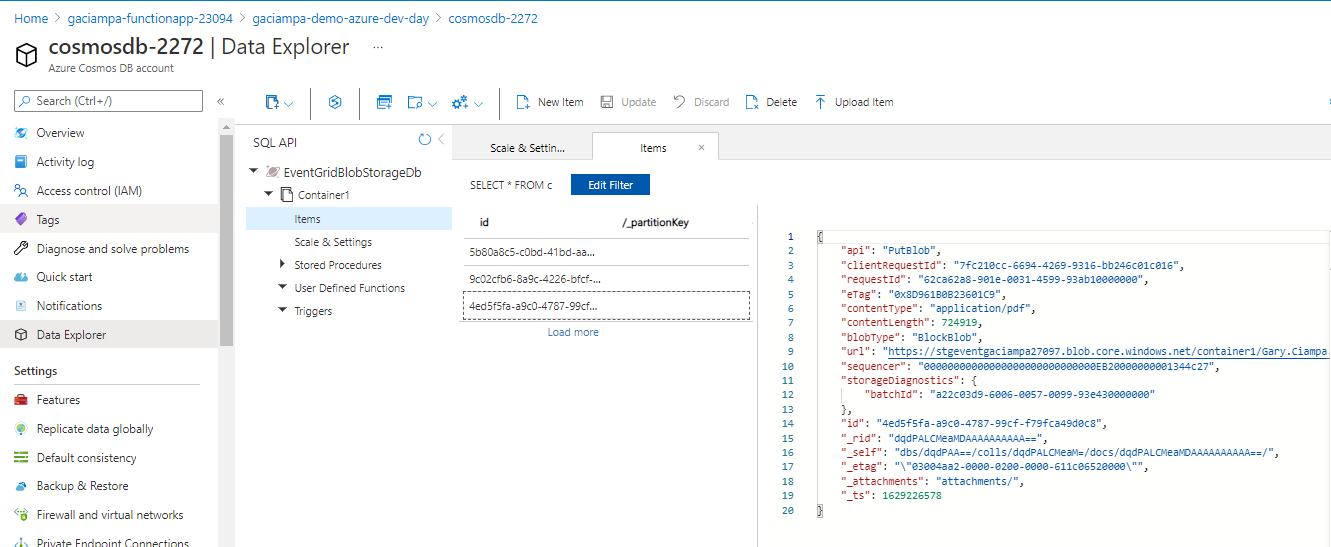 Home > gaciampa-functionapp-23094 > gaciampa-demo-azure-dev-day > cosmosdb-2272
cosmosdb-2272 | Data Explorer ...
Azure Cosmos DB account
Search (Ctrl+/)
«
Overview
Activity log
Access control (IAM)
Tags
Diagnose and solve problems
Quick start
Notifications
Data Explorer
Settings
Features
Replicate data globally
Default consistency
Backup & Restore
Firewall and virtual networks
Private Endpoint Connections
New Item
Update
Discard
Delete
Upload Item
SQL API
EventGridBlobStorageDb
Container1
Items
Scale & Settings
Stored Procedures
User Defined Functions
Triggers
Scale & Settin...
Items ×
SELECT * FROM c
Edit Filter
id /_partitionKey
5b80a8c5-c0bd-41bd-aa...
9c02cfb6-8a9c-4226-bfcf-...
4ed5f5fa-a9c0-4787-99cf...
Load more
1 {
2 "api": "PutBlob",
3 "clientRequestId": "7fc210cc-6694-4269-9316-bb246c01c016",
4 "requestId": "62ca62a8-901e-0031-4599-93ab10000000",
5 "eTag": "0x8D961B0B23601C9",
6 "contentType": "application/pdf",
7 "contentLength": 724919,
8 "blobType": "BlockBlob",
9 "url": "https://stgeventgaciampa27097.blob.core.windows.net/container1/Gary.Ciampa.
10 "sequencer": "00000000000000000000000000000EB20000000001344c27",
11 "storageDiagnostics": {
12 "batchId": "a22c03d9-6006-0057-0099-93e430000000"
13 },
14 "id": "4ed5f5fa-a9c0-4787-99cf-f79fca49d0c8",
15 "_rid": "dqdPALCMeaMDAAAAAAAAAA==",
16 "_self": "dbs/dqdPAA==/colls/dqdPALCMeaM=/docs/dqdPALCMeaMDAAAAAAAAAA==/",
17 "_etag": "\"03004aa2-0000-0200-0000-611c06520000\"",
18 "_attachments": "attachments/",
19 "_ts": 1629226578
20 }